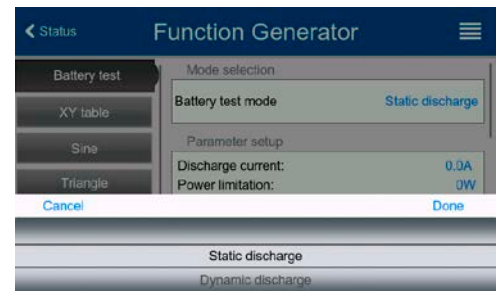 Status
Function Generator
Battery test
XY table
Sine
Triangle
Mode selection
Battery test mode Static discharge
Parameter setup
Discharge current: 0.0A
Power limitation: 0W
Cancel Done
Static discharge
Dynamic discharge